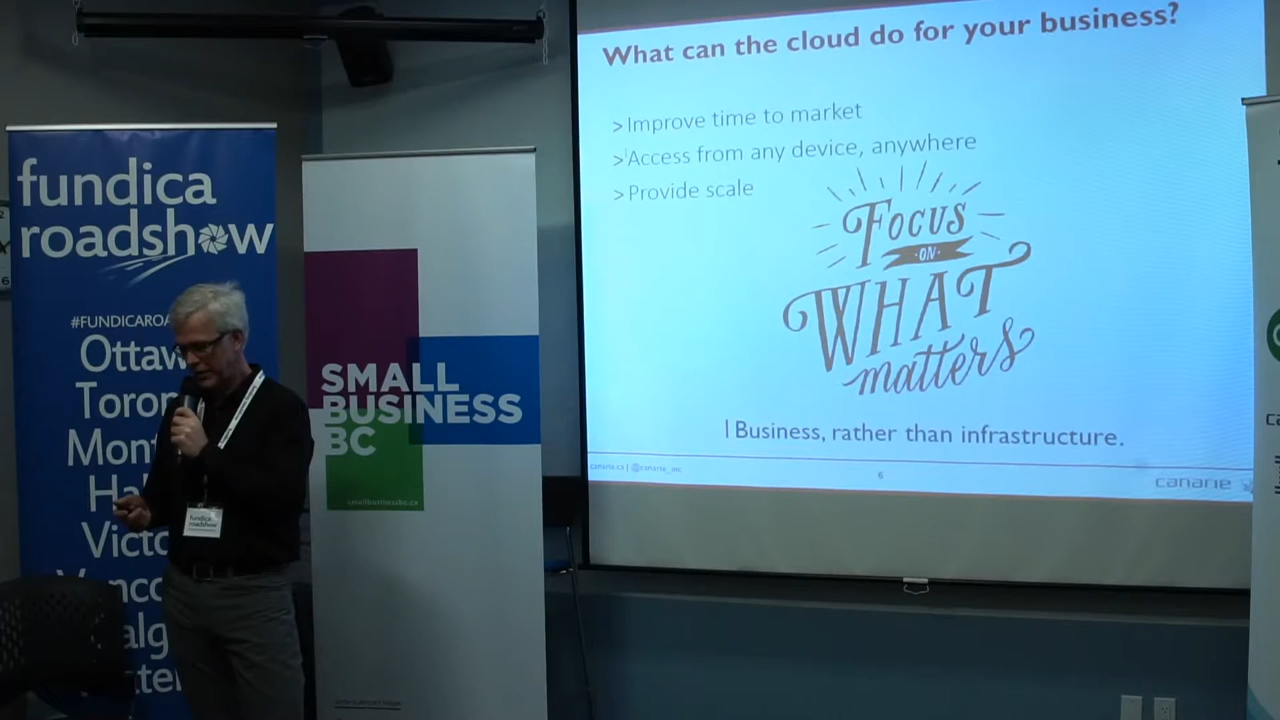 What can the cloud do for your business?
>Improve time to market
>Access from any device, anywhere
>Provide scale
FOCUS
ON
WHAT
matters
Business, rather than infrastructure.
canarie.ca | @canarie_inc
6
canarie
fundica
roadshow
#FUNDICAROA
Ottaw
Toron
Mon
Ha
Victo
Vanco
alg
tte
fundica
roadshow
SMALL
BUSINESS
BC
smallbusinessbc.ca